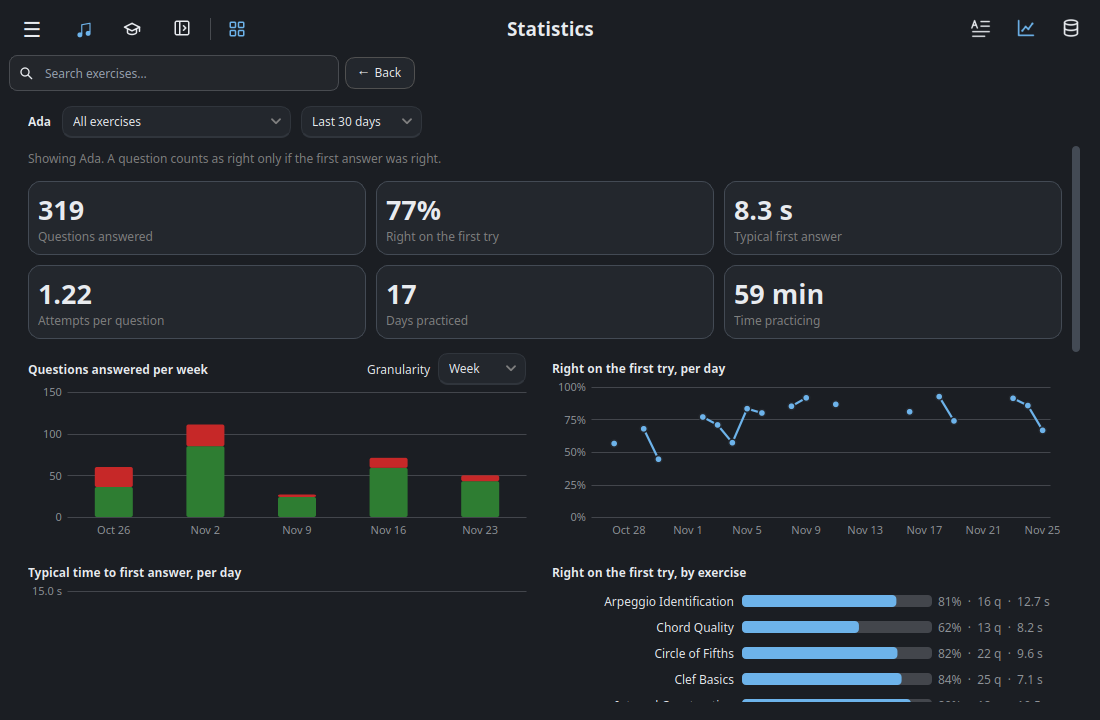 Statistics
Search exercises...
← Back
Ada All exercises Last 30 days
Showing Ada. A question counts as right only if the first answer was right.
319
Questions answered
77%
Right on the first try
8.3 s
Typical first answer
1.22
Attempts per question
17
Days practiced
59 min
Time practicing
Questions answered per week Granularity Week
150
100
50
0
Oct 26 Nov 2 Nov 9 Nov 16 Nov 23
Right on the first try, per day
100%
75%
50%
25%
0%
Oct 28 Nov 1 Nov 5 Nov 9 Nov 13 Nov 17 Nov 21 Nov 25
Typical time to first answer, per day
15.0 s
Right on the first try, by exercise
Arpeggio Identification 81% · 16 q · 12.7 s
Chord Quality 62% · 13 q · 8.2 s
Circle of Fifths 82% · 22 q · 9.6 s
Clef Basics 84% · 25 q · 7.1 s